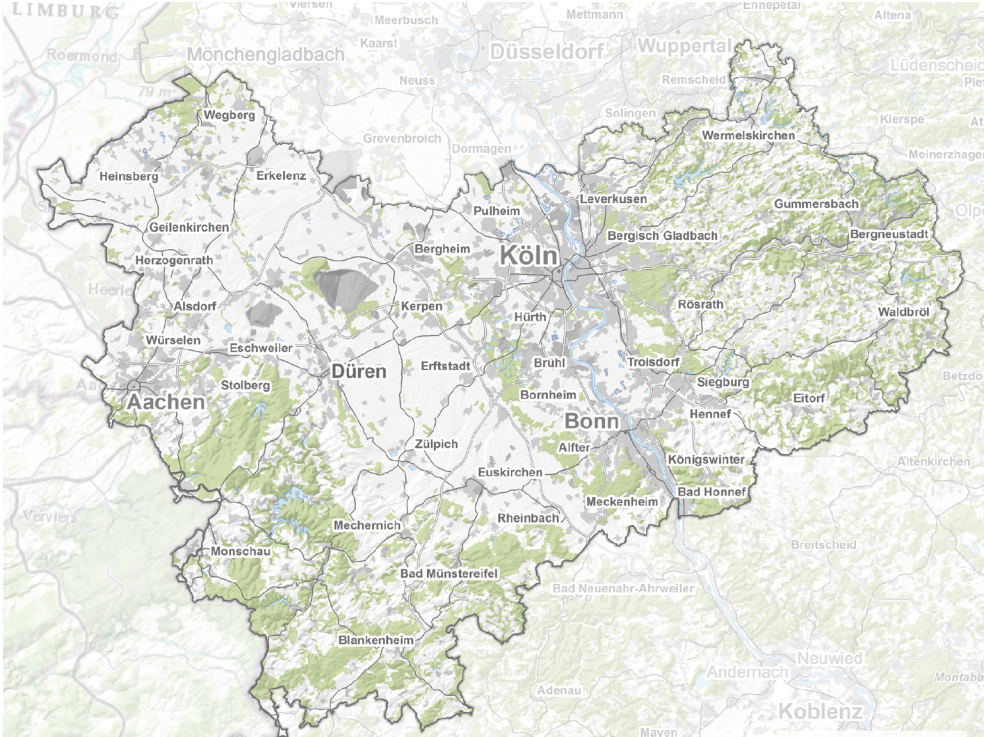 LIMBURG
Viersen
Meerbusch
Mettmann
Ennepetal
Altena
Roermond
Mönchengladbach
Kaarst
Düsseldorf
Wuppertal
Lüdenscheid
79 m
Neuss
Remscheid
Wegberg
Solingen
Kierspe
Grevenbroich
Wermelskirchen
Dormagen
Meinerzhagen
Heinsberg
Erkelenz
Leverkusen
Pulheim
Gummersbach
Geilenkirchen
Bergisch Gladbach
Bergneustadt
Bergheim
Köln
Herzogenrath
Alsdorf
Kerpen
Rösrath
Waldbröl
Hürth
Würselen
Eschweiler
Düren
Erftstadt
Brühl
Troisdorf
Stolberg
Siegburg
Bornheim
Eitorf
Aachen
Hennef
Bonn
Zülpich
Alfter
Königswinter
Altenkirchen
Euskirchen
Bad Honnef
Meckenheim
Verviers
Mechernich
Rheinbach
Breitscheid
Monschau
Bad Münstereifel
Bad Neuenahr-Ahrweiler
Blankenheim
Neuwied
Andernach
Adenau
Koblenz
Mayen